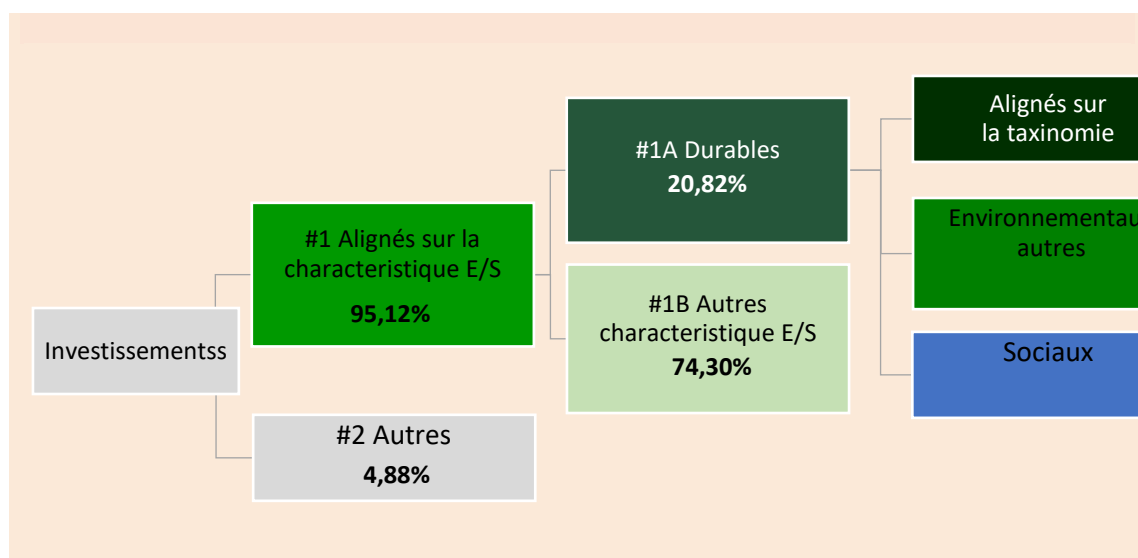 Investissementss
#1 Alignés sur la
characteristique E/S
95,12%
#2 Autres
4,88%
#1A Durables
20,82%
#1B Autres
characteristique E/S
74,30%
Alignés sur
la taxinomie
Environnementau
autres
Sociaux